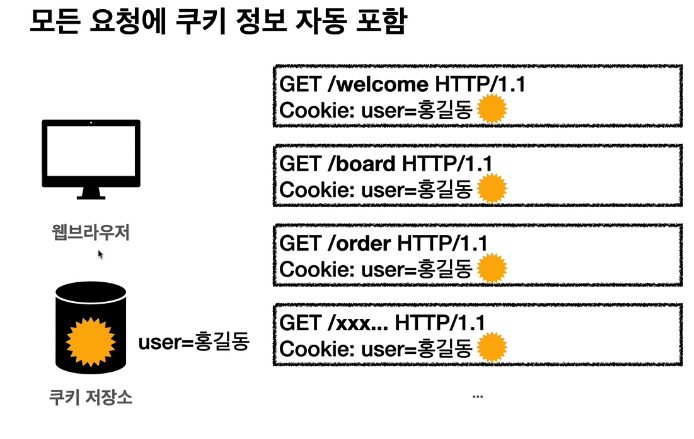 모든 요청에 쿠키 정보 자동 포함
GET /welcome HTTP/1.1
Cookie: user=홍길동
GET /board HTTP/1.1
Cookie: user=홍길동
웹브라우저
GET /order HTTP/1.1
Cookie: user=홍길동
GET /xxx... HTTP/1.1
Cookie: user=홍길동
user=홍길동
쿠키 저장소
...